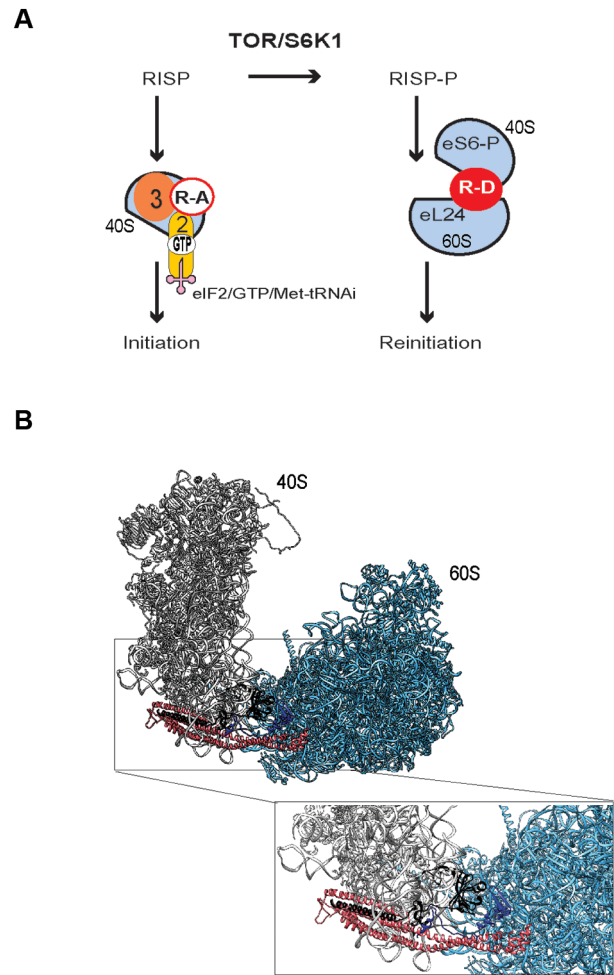 A
TOR/S6K1
RISP
RISP-P
40S
eS6-P
3
R-A
R-D
40S
2
eL24
GTP
60S
eIF2/GTP/Met-tRNAi
Initiation
Reinitiation
B
40S
60S